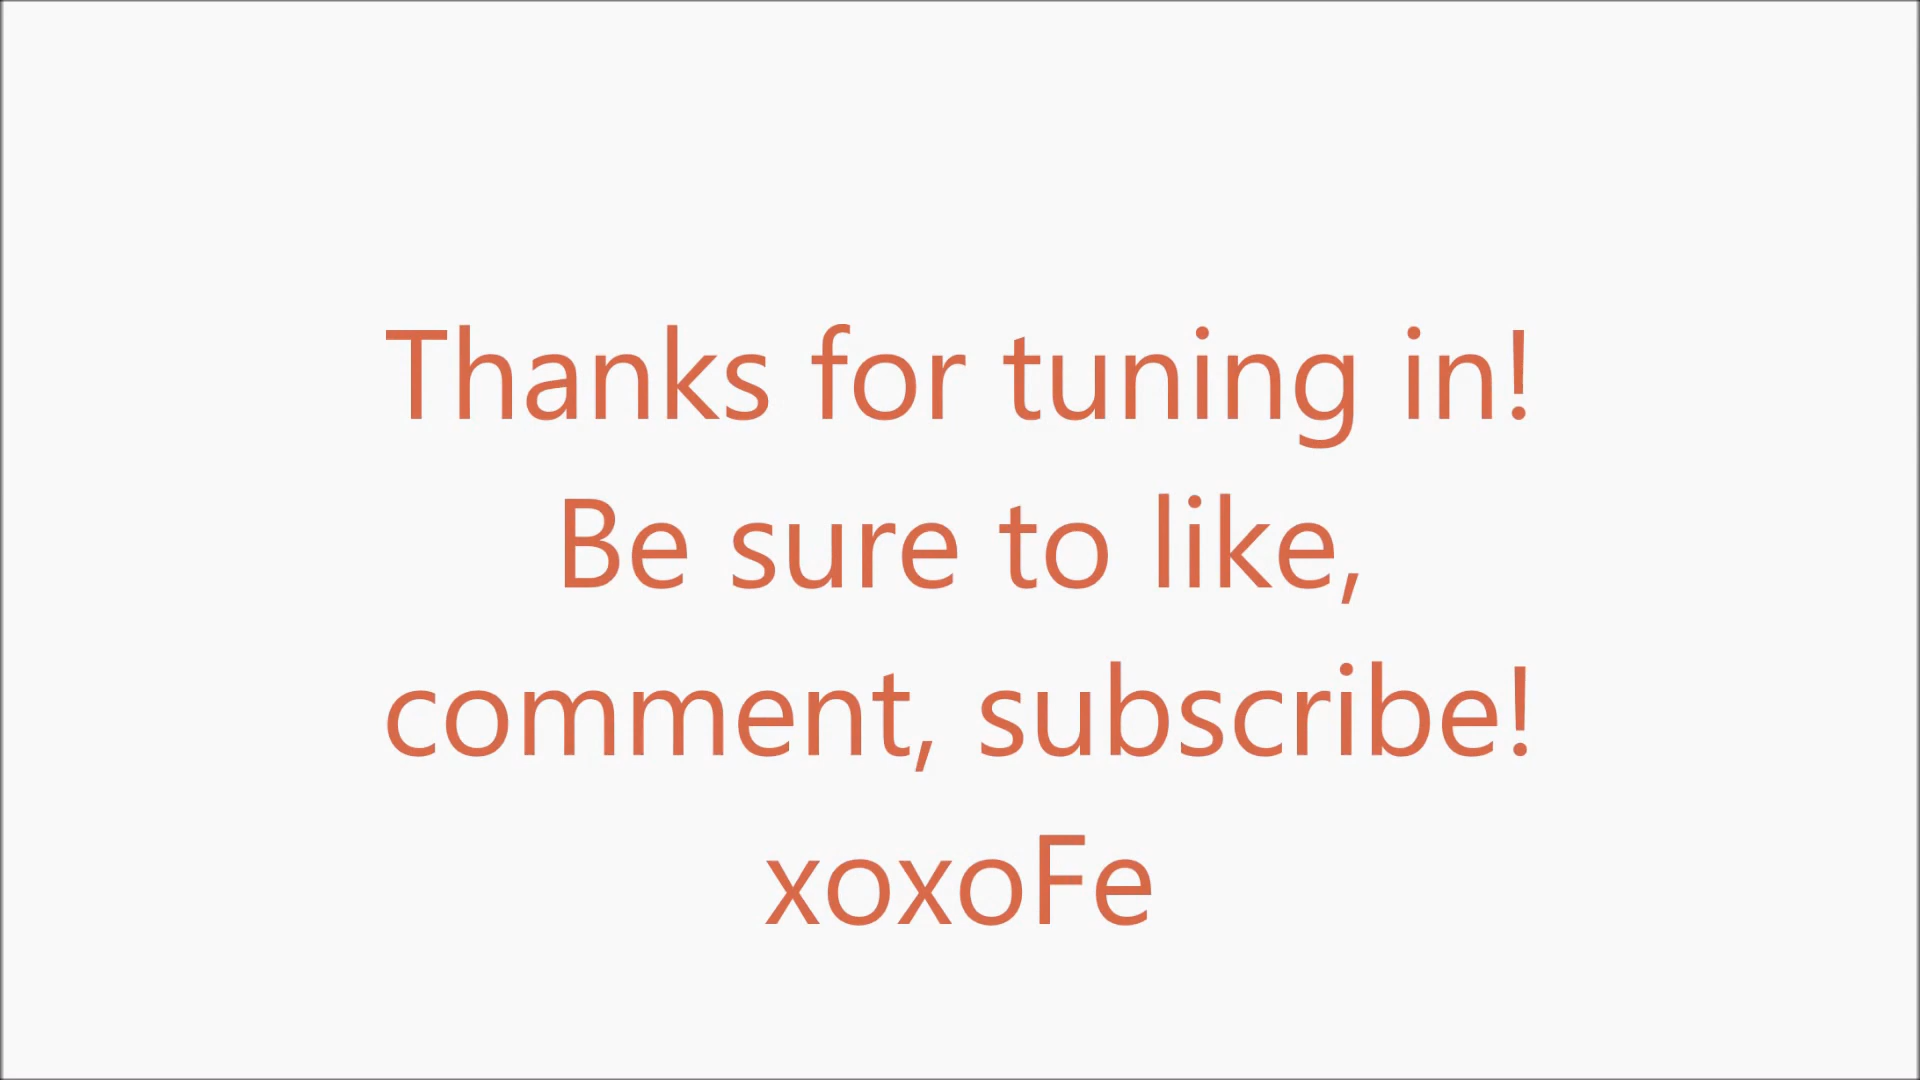 Thanks for tuning in!
Be sure to like,
comment, subscribe!
xoxoFe